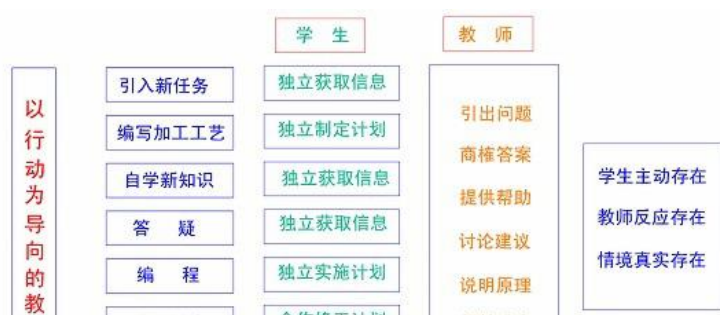 学 生
教 师
以行动为导向的教
引入新任务
独立获取信息
引出问题
编写加工工艺
独立制定计划
商榷答案
自学新知识
独立获取信息
提供帮助
学生主动存在
答 疑
独立获取信息
讨论建议
教师反应存在
编 程
独立实施计划
说明原理
情境真实存在